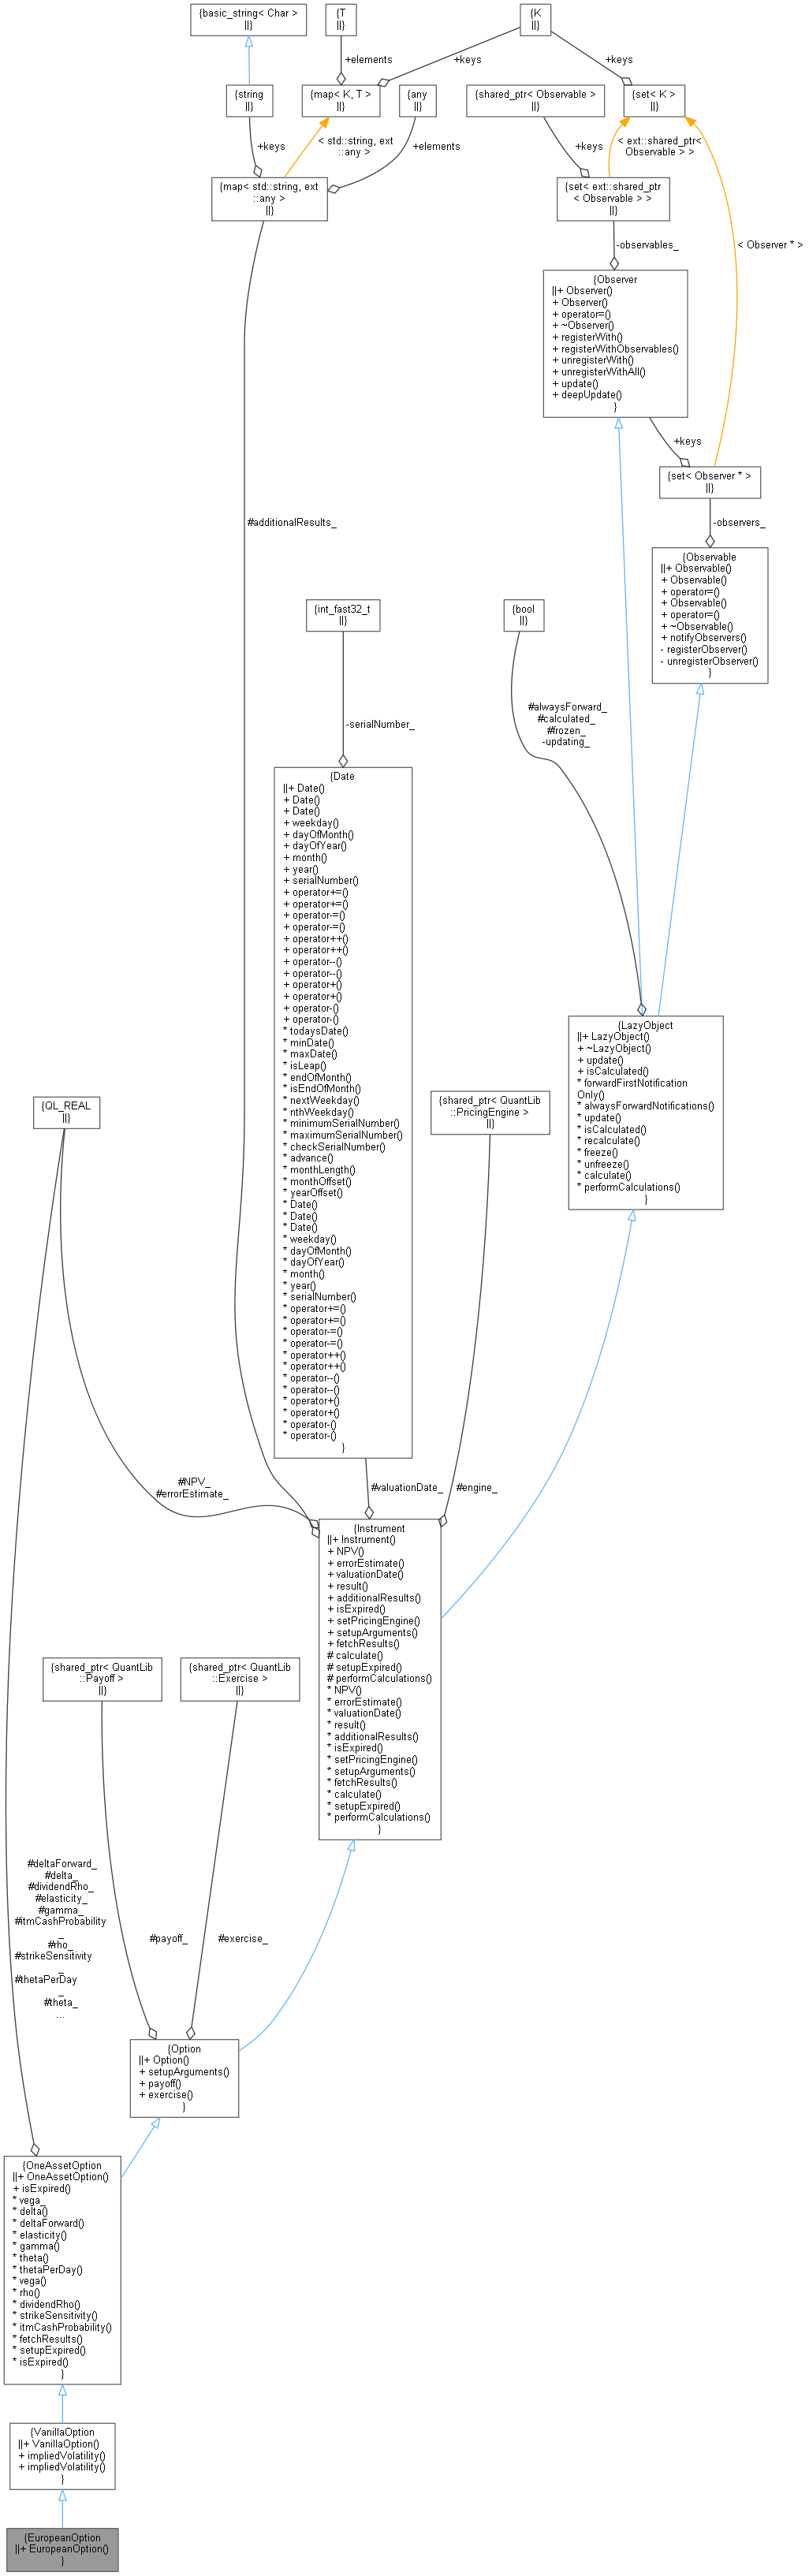 {basic_string< Char >
||}
{T
||}
{K
||}
+elements
+keys
+keys
{string
||}
{map< K, T >
||}
{any
||}
{shared_ptr< Observable >
||}
{set< K >
||}
+keys
< std::string, ext
::any >
+elements
+keys
< ext::shared_ptr<
Observable > >
{map< std::string, ext
::any >
||}
{set< ext::shared_ptr
< Observable > >
||}
-observables_
< Observer * >
{Observer
||+ Observer()
+ Observer()
+ operator=()
+ ~Observer()
+ registerWith()
+ registerWithObservables()
+ unregisterWith()
+ unregisterWithAll()
+ update()
+ deepUpdate()
}
+keys
{set< Observer * >
||}
#additionalResults_
-observers_
{Observable
||+ Observable()
+ Observable()
+ operator=()
+ Observable()
+ operator=()
+ ~Observable()
+ notifyObservers()
- registerObserver()
- unregisterObserver()
}
{int_fast32_t
||}
{bool
||}
-serialNumber_
#alwaysForward_
#calculated_
#frozen_
-updating_
{Date
||+ Date()
+ Date()
+ Date()
+ weekday()
+ dayOfMonth()
+ dayOfYear()
+ month()
+ year()
+ serialNumber()
+ operator+=()
+ operator+=()
+ operator-=()
+ operator-=()
+ operator++()
+ operator++()
+ operator--()
+ operator--()
+ operator+()
+ operator+()
+ operator-()
+ operator-()
* todaysDate()
* minDate()
* maxDate()
* isLeap()
* endOfMonth()
* isEndOfMonth()
* nextWeekday()
* nthWeekday()
* minimumSerialNumber()
* maximumSerialNumber()
* checkSerialNumber()
* advance()
* monthLength()
* monthOffset()
* yearOffset()
* Date()
* Date()
* Date()
* weekday()
* dayOfMonth()
* dayOfYear()
* month()
* year()
* serialNumber()
* operator+=()
* operator+=()
* operator-=()
* operator-=()
* operator++()
* operator++()
* operator--()
* operator--()
* operator+()
* operator+()
* operator-()
* operator-()
}
{LazyObject
||+ LazyObject()
+ ~LazyObject()
+ update()
+ isCalculated()
* forwardFirstNotification
Only()
* alwaysForwardNotifications()
* update()
* isCalculated()
* recalculate()
* freeze()
* unfreeze()
* calculate()
* performCalculations()
}
{QL_REAL
||}
{shared_ptr< QuantLib
::PricingEngine >
||}
#NPV_
#errorEstimate_
#valuationDate_
#engine_
{Instrument
||+ Instrument()
+ NPV()
+ errorEstimate()
+ valuationDate()
+ result()
+ additionalResults()
+ isExpired()
+ setPricingEngine()
+ setupArguments()
+ fetchResults()
# calculate()
# setupExpired()
# performCalculations()
* NPV()
* errorEstimate()
* valuationDate()
* result()
* additionalResults()
* isExpired()
* setPricingEngine()
* setupArguments()
* fetchResults()
* calculate()
* setupExpired()
* performCalculations()
}
{shared_ptr< QuantLib
::Payoff >
||}
{shared_ptr< QuantLib
::Exercise >
||}
#deltaForward_
#delta_
#dividendRho_
#elasticity_
#gamma_
#itmCashProbability
_
#rho_
#strikeSensitivity
_
#thetaPerDay
_
#theta_
...
#payoff_
#exercise_
{Option
||+ Option()
+ setupArguments()
+ payoff()
+ exercise()
}
{OneAssetOption
||+ OneAssetOption()
+ isExpired()
* vega_
* delta()
* deltaForward()
* elasticity()
* gamma()
* theta()
* thetaPerDay()
* vega()
* rho()
* dividendRho()
* strikeSensitivity()
* itmCashProbability()
* fetchResults()
* setupExpired()
* isExpired()
}
{VanillaOption
||+ VanillaOption()
+ impliedVolatility()
+ impliedVolatility()
}
{EuropeanOption
||+ EuropeanOption()
}